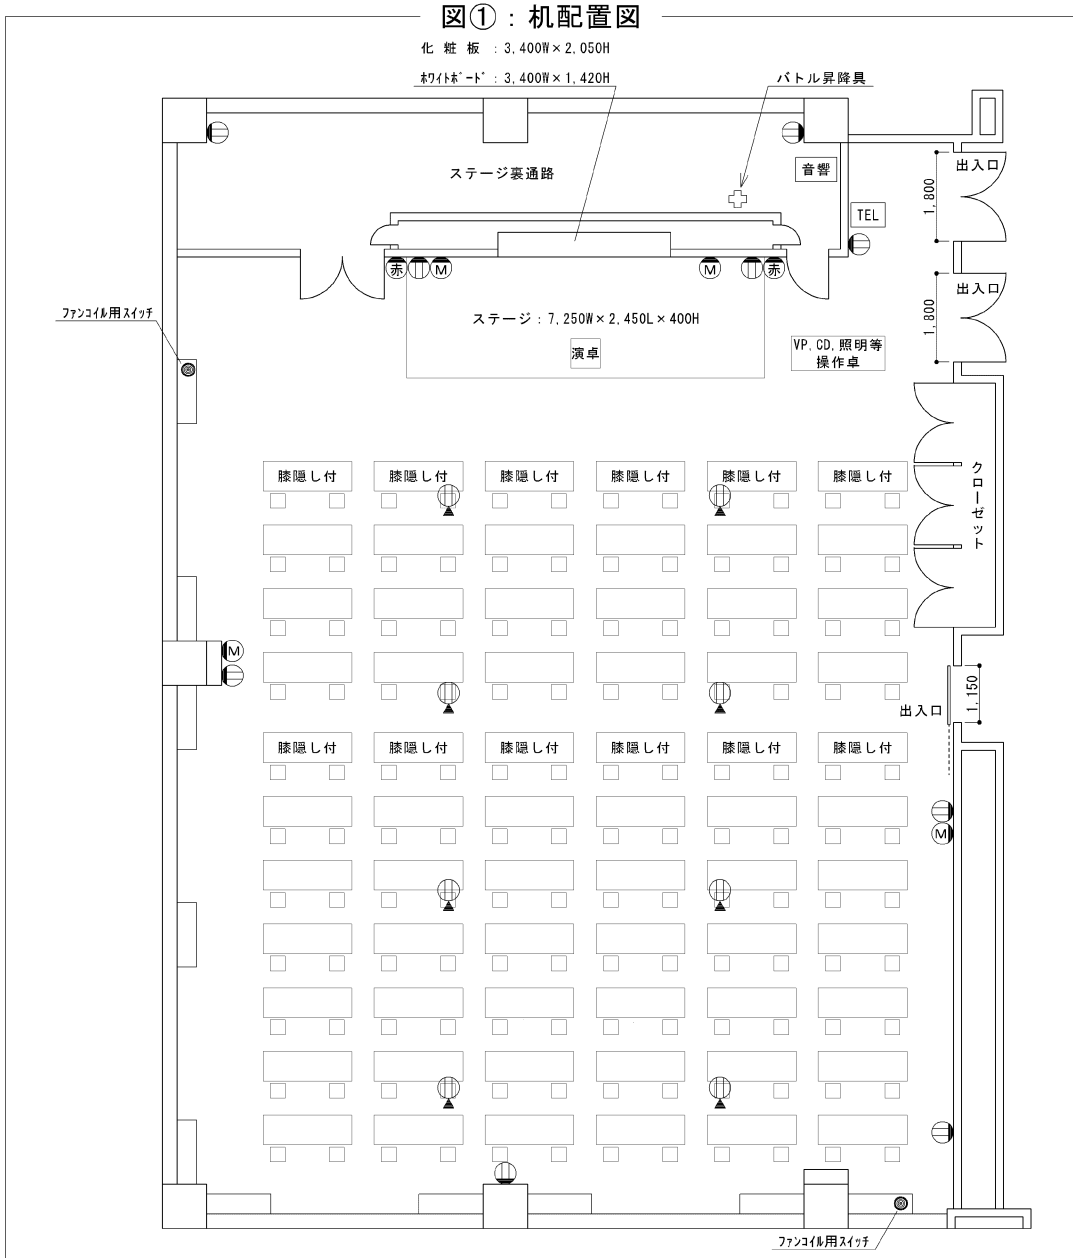 図①：机配置図
化 粧 板 ：3,400W×2,050H
ﾎﾜｲﾄﾎﾞｰﾄﾞ：3,400W×1,420H
バトル昇降具
ステージ裏通路
音響
出入口
1,800
TEL
赤
M
M
赤
出入口
1,800
ﾌｧﾝｺｲﾙ用ｽｲｯﾁ
ステージ：7,250W×2,450L×400H
演卓
VP,CD,照明等
操作卓
クローゼット
膝隠し付 膝隠し付 膝隠し付 膝隠し付 膝隠し付 膝隠し付
M
1,150
出入口
膝隠し付 膝隠し付 膝隠し付 膝隠し付 膝隠し付 膝隠し付
M
ﾌｧﾝｺｲﾙ用ｽｲｯﾁ